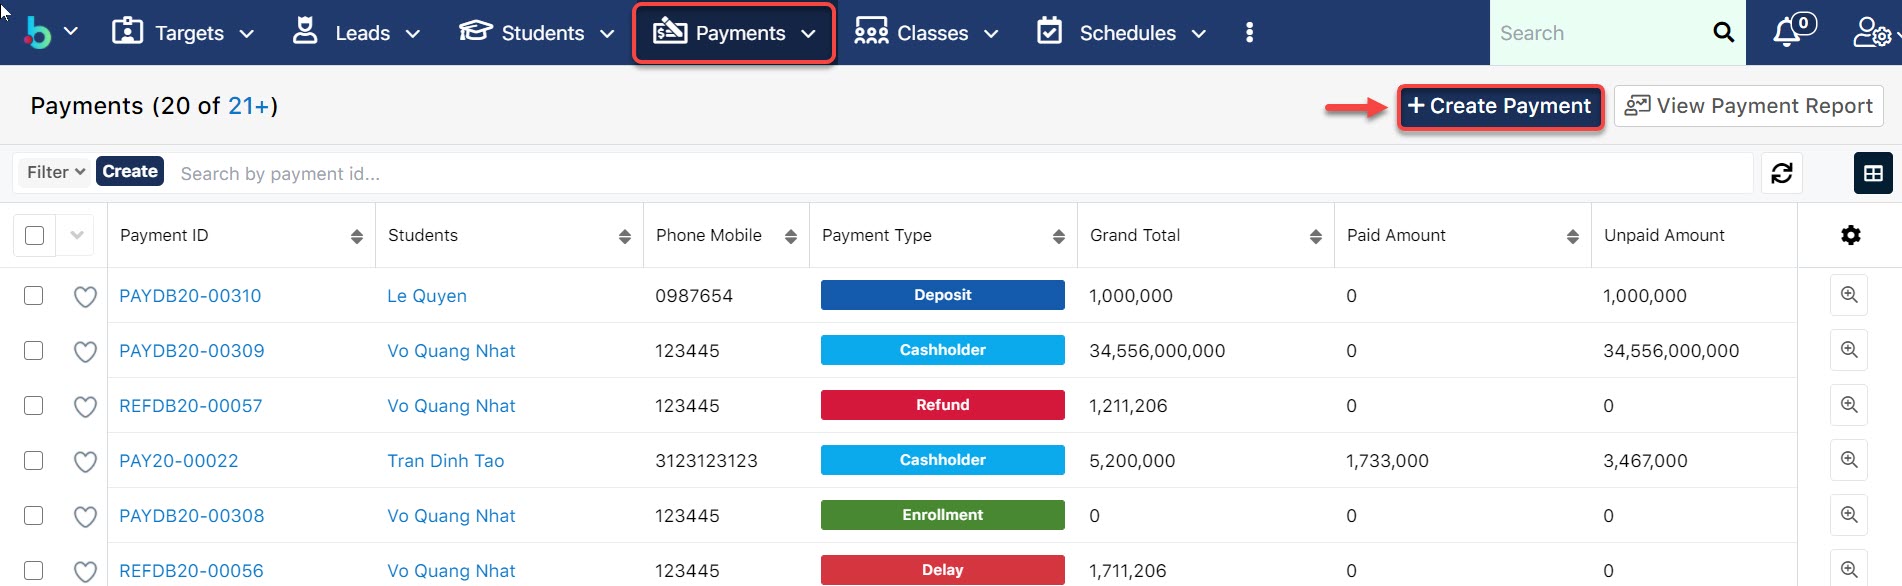 Targets Leads Students Payments Classes Schedules Search 0
Payments (20 of 21+) + Create Payment View Payment Report
Filter Create Search by payment id...
Payment ID Students Phone Mobile Payment Type Grand Total Paid Amount Unpaid Amount
PAYDB20-00310 Le Quyen 0987654 Deposit 1,000,000 0 1,000,000
PAYDB20-00309 Vo Quang Nhat 123445 Cashholder 34,556,000,000 0 34,556,000,000
REFDB20-00057 Vo Quang Nhat 123445 Refund 1,211,206 0 0
PAY20-00022 Tran Dinh Tao 3123123123 Cashholder 5,200,000 1,733,000 3,467,000
PAYDB20-00308 Vo Quang Nhat 123445 Enrollment 0 0 0
REFDB20-00056 Vo Quang Nhat 123445 Delay 1,711,206 0 0